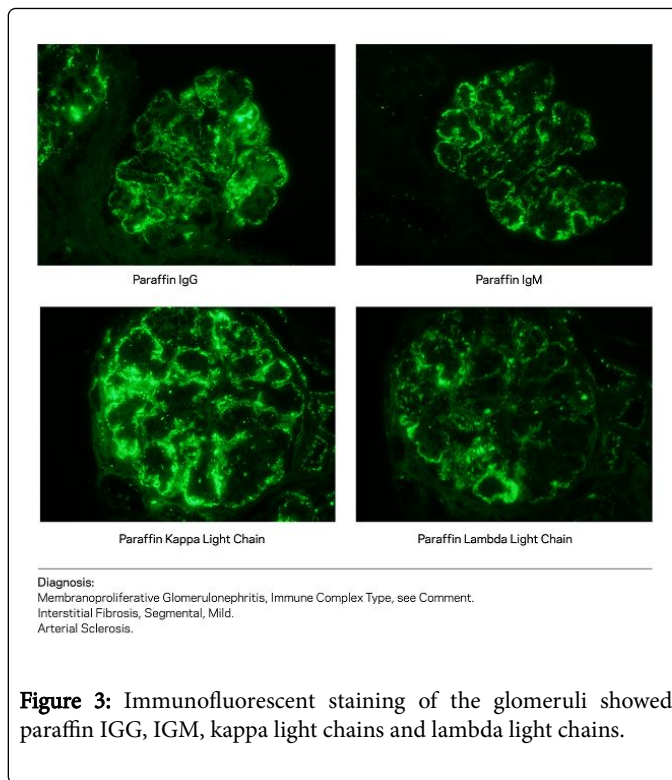 Paraffin IgG
Paraffin IgM
Paraffin Kappa Light Chain
Paraffin Lambda Light Chain
Diagnosis:
Membranoproliferative Glomerulonephritis, Immune Complex Type, see Comment.
Interstitial Fibrosis, Segmental, Mild.
Arterial Sclerosis.
Figure 3: Immunofluorescent staining of the glomeruli showed
paraffin IGG, IGM, kappa light chains and lambda light chains.